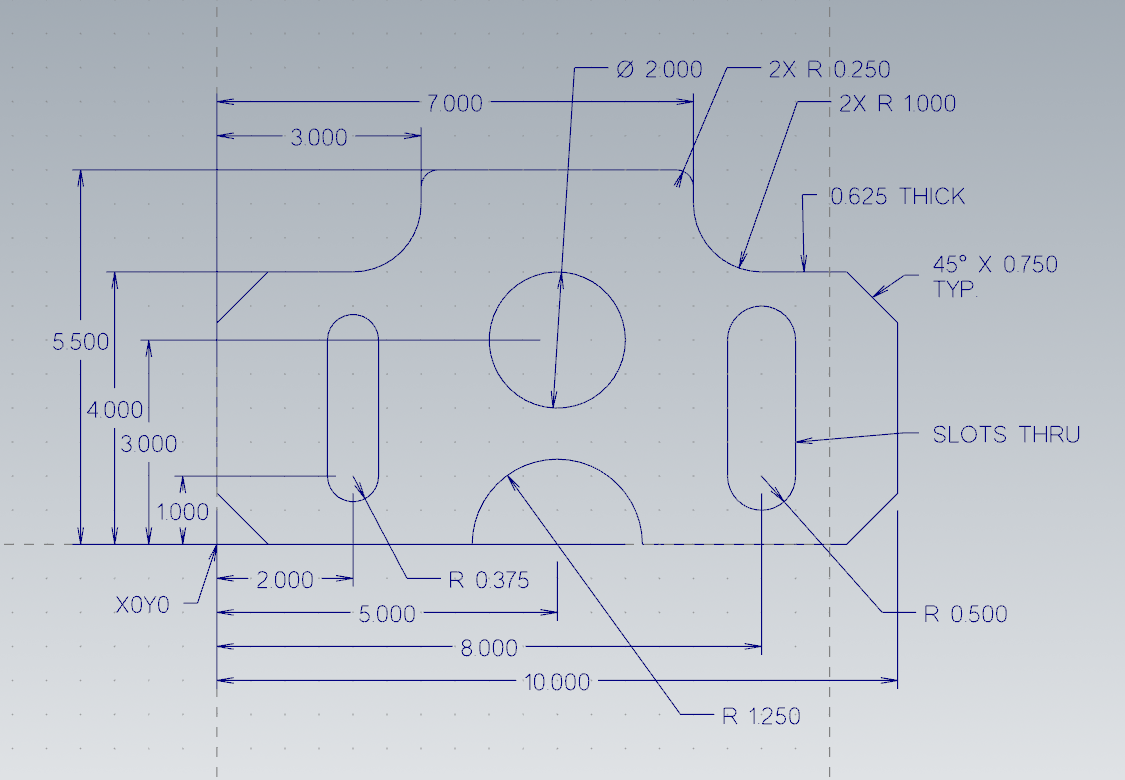 Ø 2.000
2X R 0.250
7.000
2X R 1.000
3.000
0.625 THICK
45° X 0.750
TYP.
5.500
4.000
3.000
SLOTS THRU
1.000
2.000
R 0.375
X0Y0
5.000
R 0.500
8.000
10.000
R 1.250